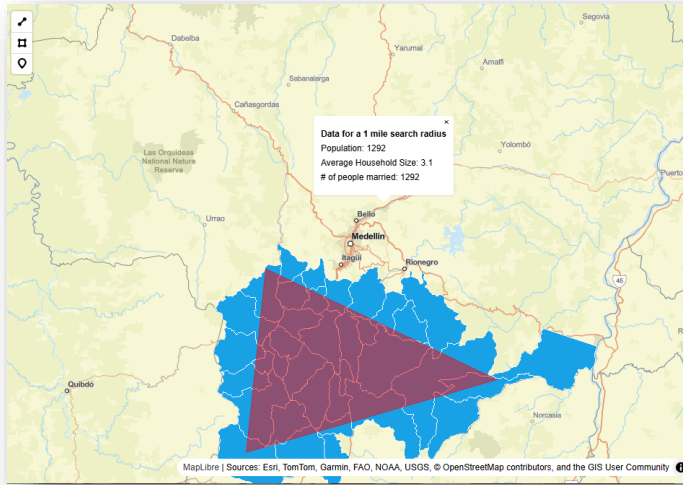 Segovia
Dabeiba
Yarumal
Amalfi
Sabanalarga
Cañasgordas
×
Data for a 1 mile search radius
Population: 1292
Average Household Size: 3.1
# of people married: 1292
Las Orquideas
National Nature
Reserve
Yolombó
Puerto
Urrao
Bello
Medellín
Itagüí
Rionegro
45
R
Quibdó
Norcasia
MapLibre | Sources: Esri, TomTom, Garmin, FAO, NOAA, USGS, © OpenStreetMap contributors, and the GIS User Community